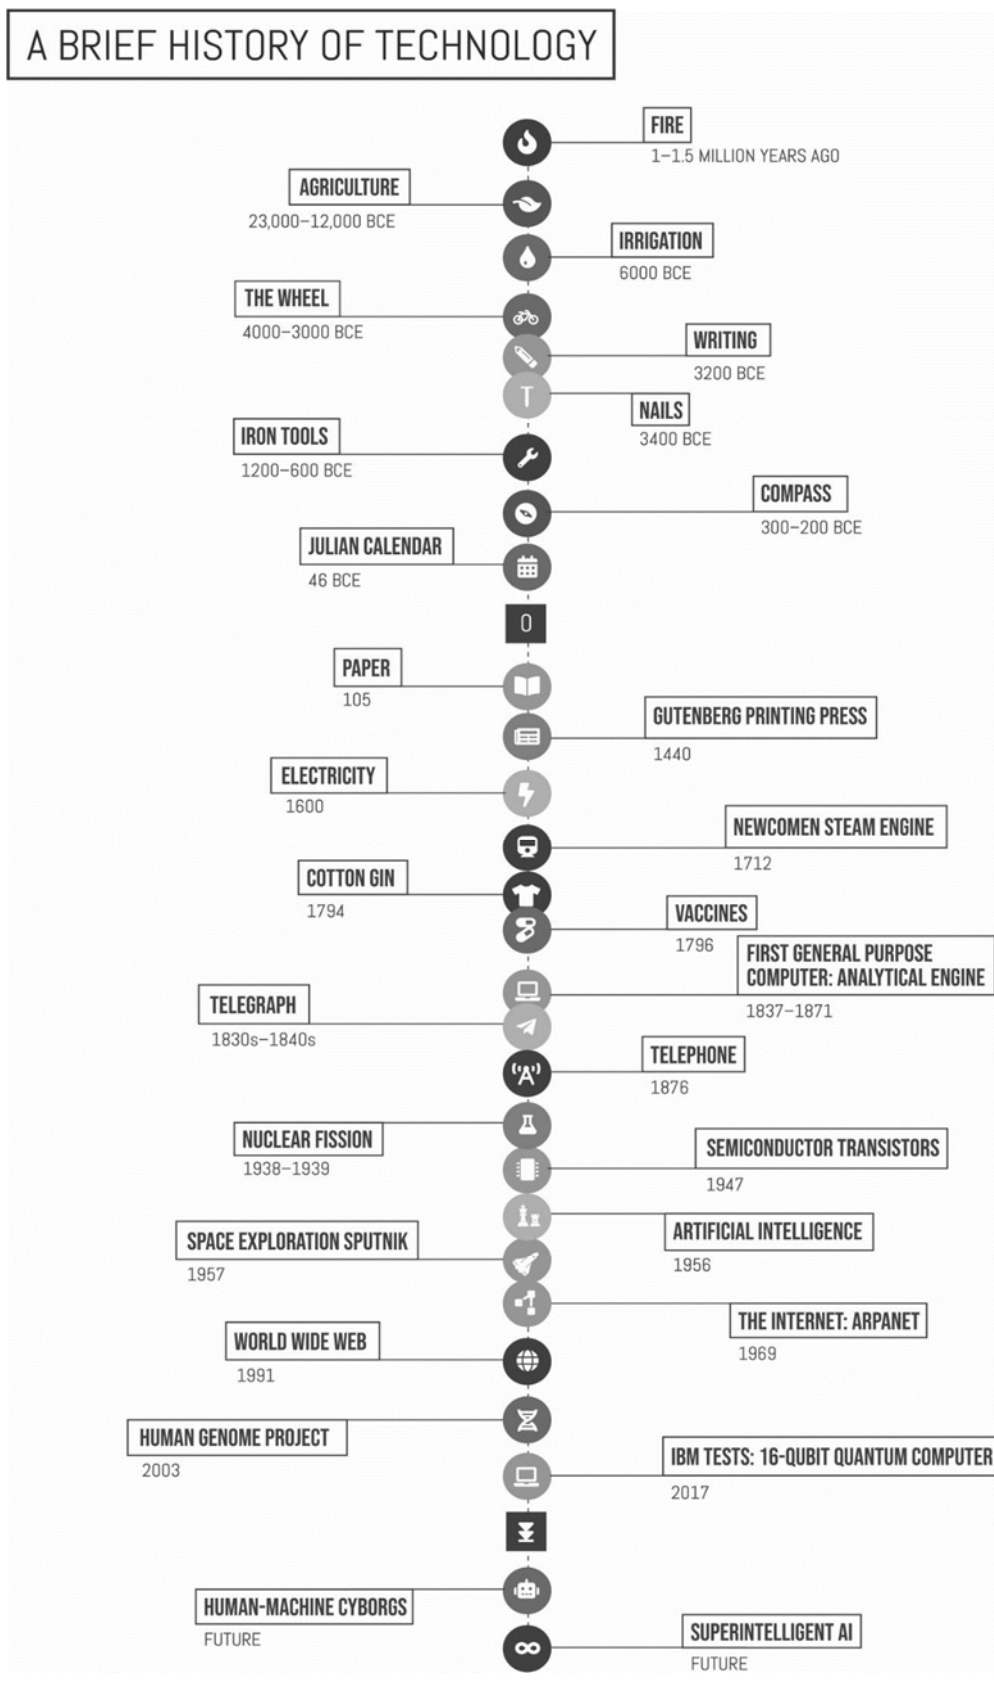 A BRIEF HISTORY OF TECHNOLOGY
FIRE
1–1.5 MILLION YEARS AGO
AGRICULTURE
23,000–12,000 BCE
IRRIGATION
6000 BCE
THE WHEEL
4000–3000 BCE
WRITING
3200 BCE
NAILS
3400 BCE
IRON TOOLS
1200–600 BCE
COMPASS
300–200 BCE
JULIAN CALENDAR
46 BCE
0
PAPER
105
GUTENBERG PRINTING PRESS
1440
ELECTRICITY
1600
NEWCOMEN STEAM ENGINE
1712
COTTON GIN
1794
VACCINES
1796
FIRST GENERAL PURPOSE
COMPUTER: ANALYTICAL ENGINE
1837–1871
TELEGRAPH
1830s–1840s
TELEPHONE
1876
NUCLEAR FISSION
1938–1939
SEMICONDUCTOR TRANSISTORS
1947
ARTIFICIAL INTELLIGENCE
1956
SPACE EXPLORATION SPUTNIK
1957
THE INTERNET: ARPANET
1969
WORLD WIDE WEB
1991
HUMAN GENOME PROJECT
2003
IBM TESTS: 16-QUBIT QUANTUM COMPUTER
2017
HUMAN-MACHINE CYBORGS
FUTURE
SUPERINTELLIGENT AI
FUTURE